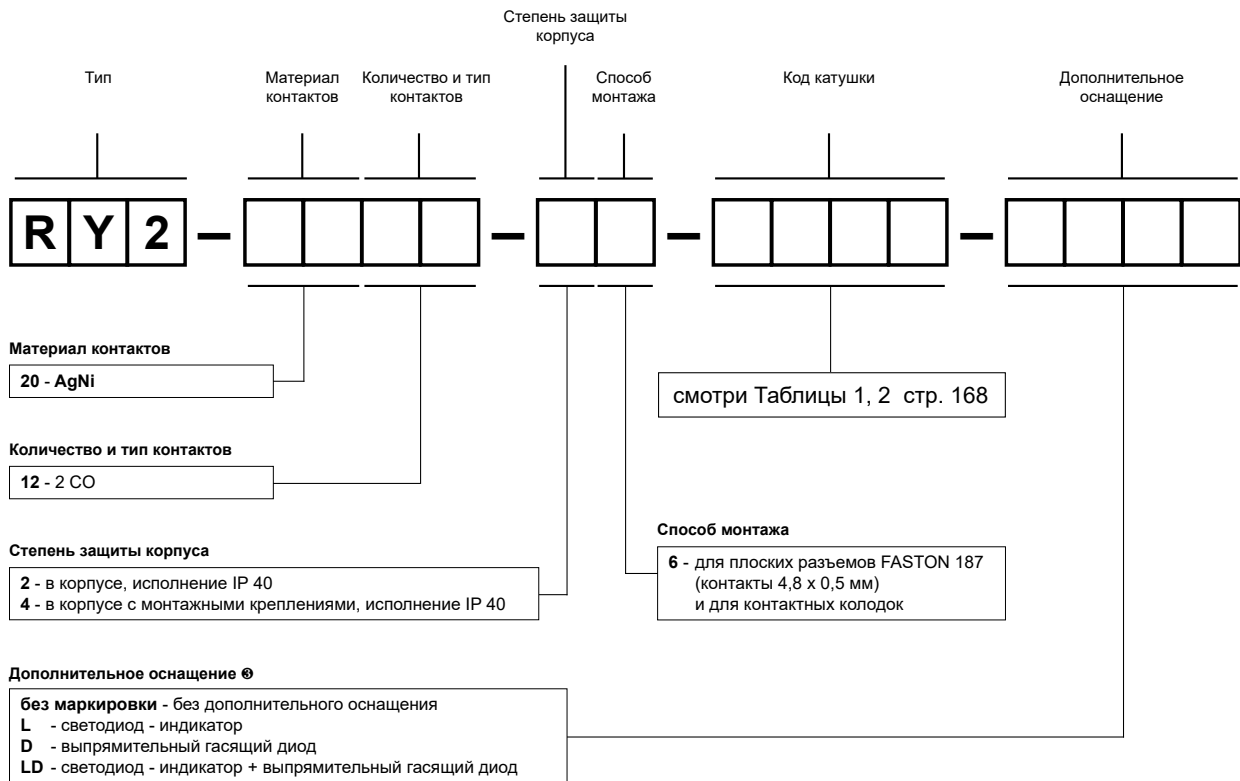 Степень защиты
корпуса
Тип
Материал
контактов
Количество и тип
контактов
Способ
монтажа
Код катушки
Дополнительное
оснащение
R Y 2 – – – –
Материал контактов
20 - AgNi
смотри Таблицы 1, 2 стр. 168
Количество и тип контактов
12 - 2 CO
Степень защиты корпуса
2 - в корпусе, исполнение IP 40
4 - в корпусе с монтажными креплениями, исполнение IP 40
Способ монтажа
6 - для плоских разъемов FASTON 187
(контакты 4,8 x 0,5 мм)
и для контактных колодок
Дополнительное оснащение ❸
без маркировки - без дополнительного оснащения
L - светодиод - индикатор
D - выпрямительный гасящий диод
LD - светодиод - индикатор + выпрямительный гасящий диод